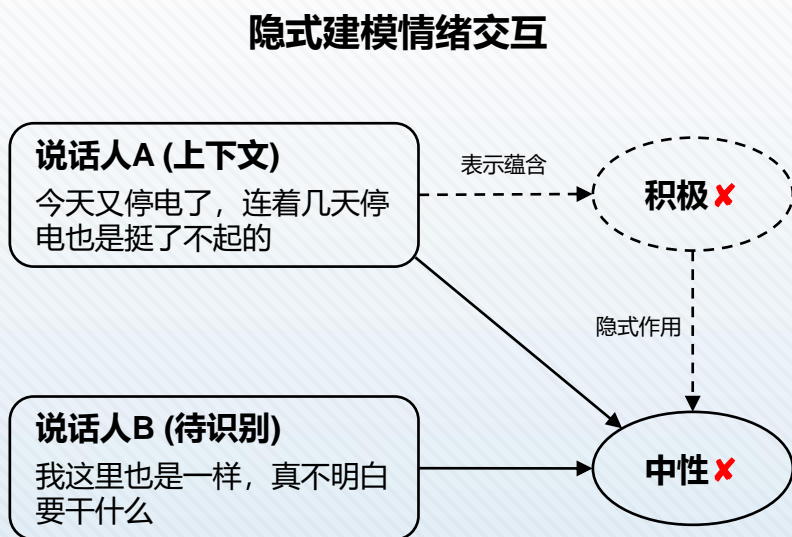 隐式建模情绪交互
说话人A (上下文)
今天又停电了，连着几天停
电也是挺了不起的
表示蕴含
积极✘
隐式作用
说话人B (待识别)
我这里也是一样，真不明白
要干什么
中性✘